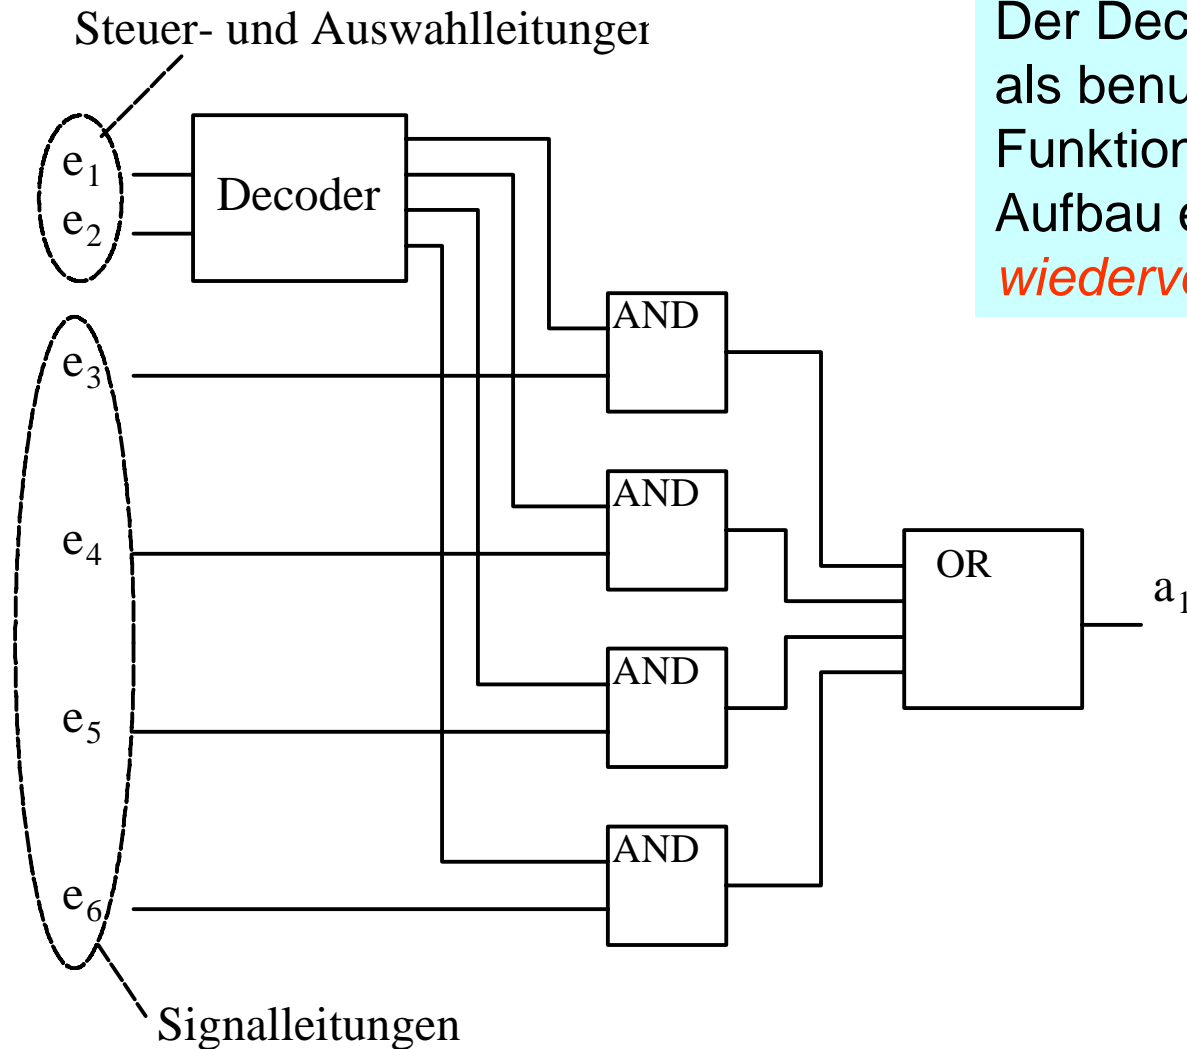 Steuer- und Auswahlleitungen
Der Dec
als benu
Funktion
Aufbau e
wiederve
e1
Decoder
e2
AND
e3
AND
e4
OR
a1
AND
e5
AND
e6
Signalleitungen